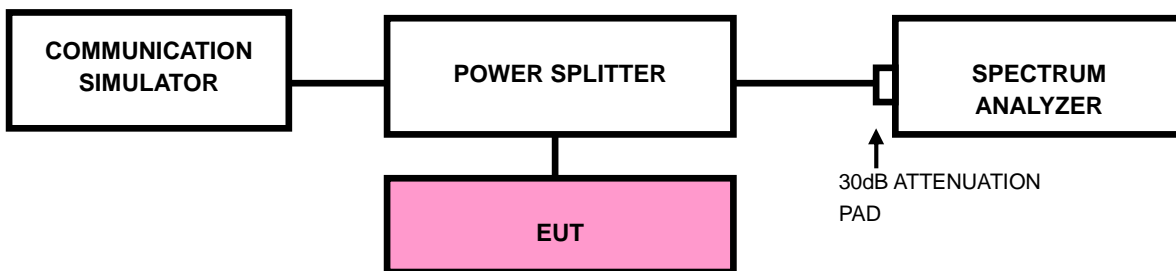 COMMUNICATION
SIMULATOR
POWER SPLITTER
SPECTRUM
ANALYZER
30dB ATTENUATION
PAD
EUT